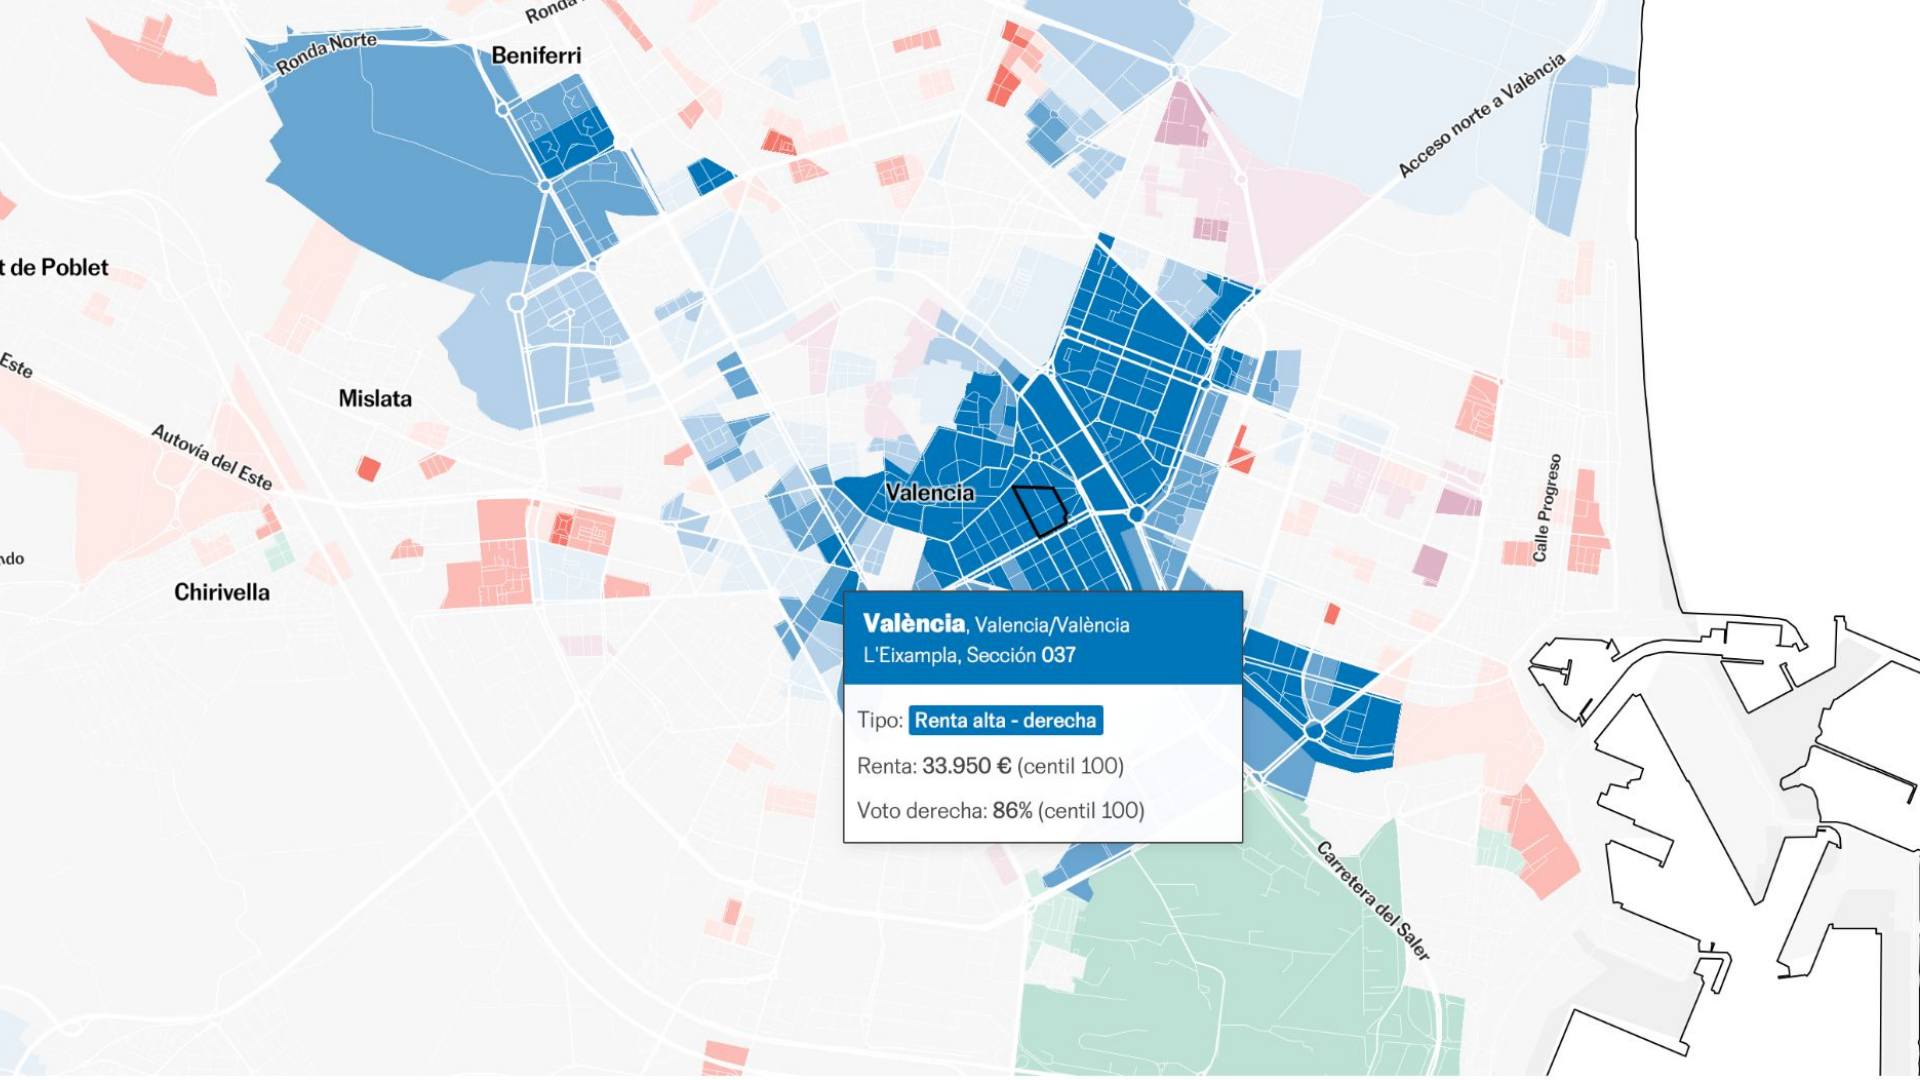 Ronda
Ronda Norte
Beniferri
Acceso norte a València
t de Poblet
Este
Mislata
Autovía del Este
Valencia
Calle Progreso
ndo
Chirivella
València, Valencia/València
L'Eixampla, Sección 037
Tipo: Renta alta - derecha
Renta: 33.950 € (centil 100)
Voto derecha: 86% (centil 100)
Carretera del Saler